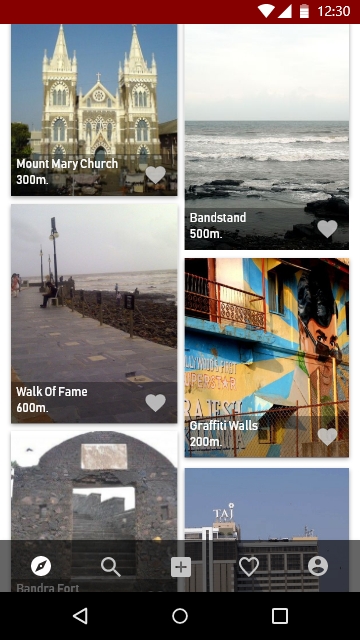 12:30
Mount Mary Church
300m.
Bandstand
500m.
Walk Of Fame
600m.
Graffiti Walls
200m.
TAJ
Bandra Fort